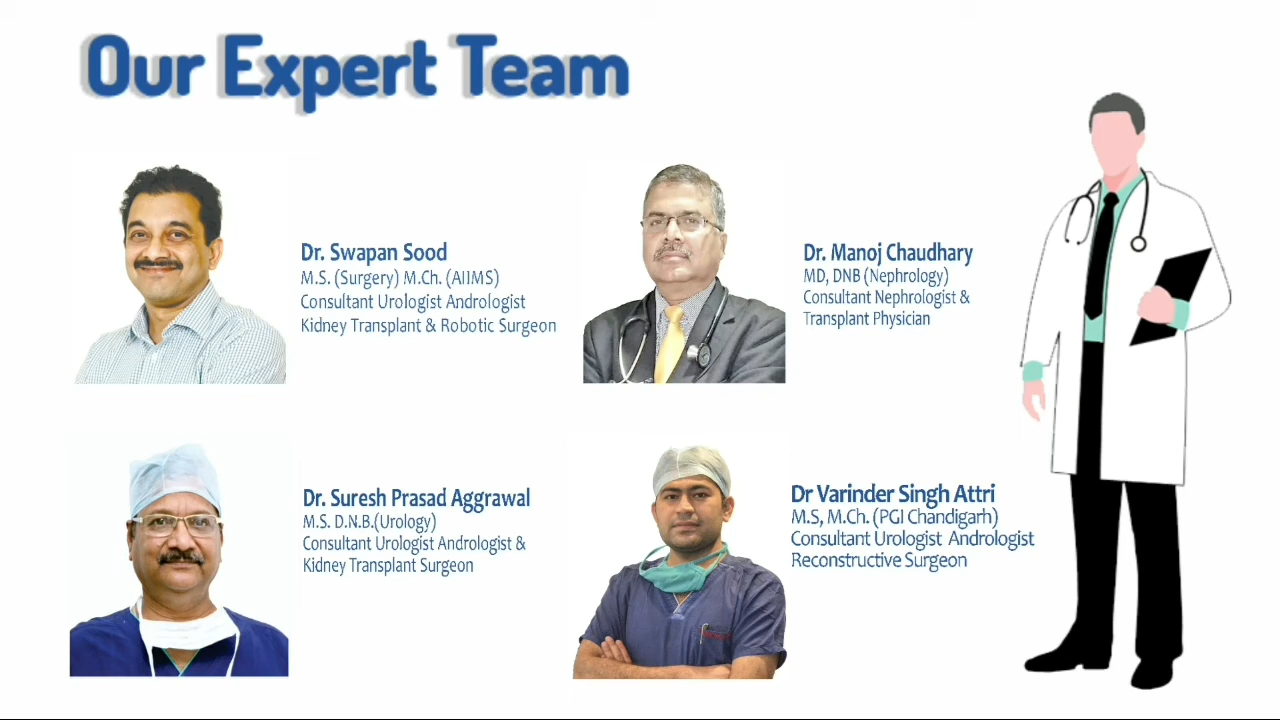 Our Expert Team
Dr. Swapan Sood
M.S. (Surgery) M.Ch. (AIIMS)
Consultant Urologist Andrologist
Kidney Transplant & Robotic Surgeon
Dr. Manoj Chaudhary
MD, DNB (Nephrology)
Consultant Nephrologist &
Transplant Physician
Dr. Suresh Prasad Aggrawal
M.S. D.N.B.(Urology)
Consultant Urologist Andrologist &
Kidney Transplant Surgeon
Dr Varinder Singh Attri
M.S, M.Ch. (PGI Chandigarh)
Consultant Urologist Andrologist
Reconstructive Surgeon